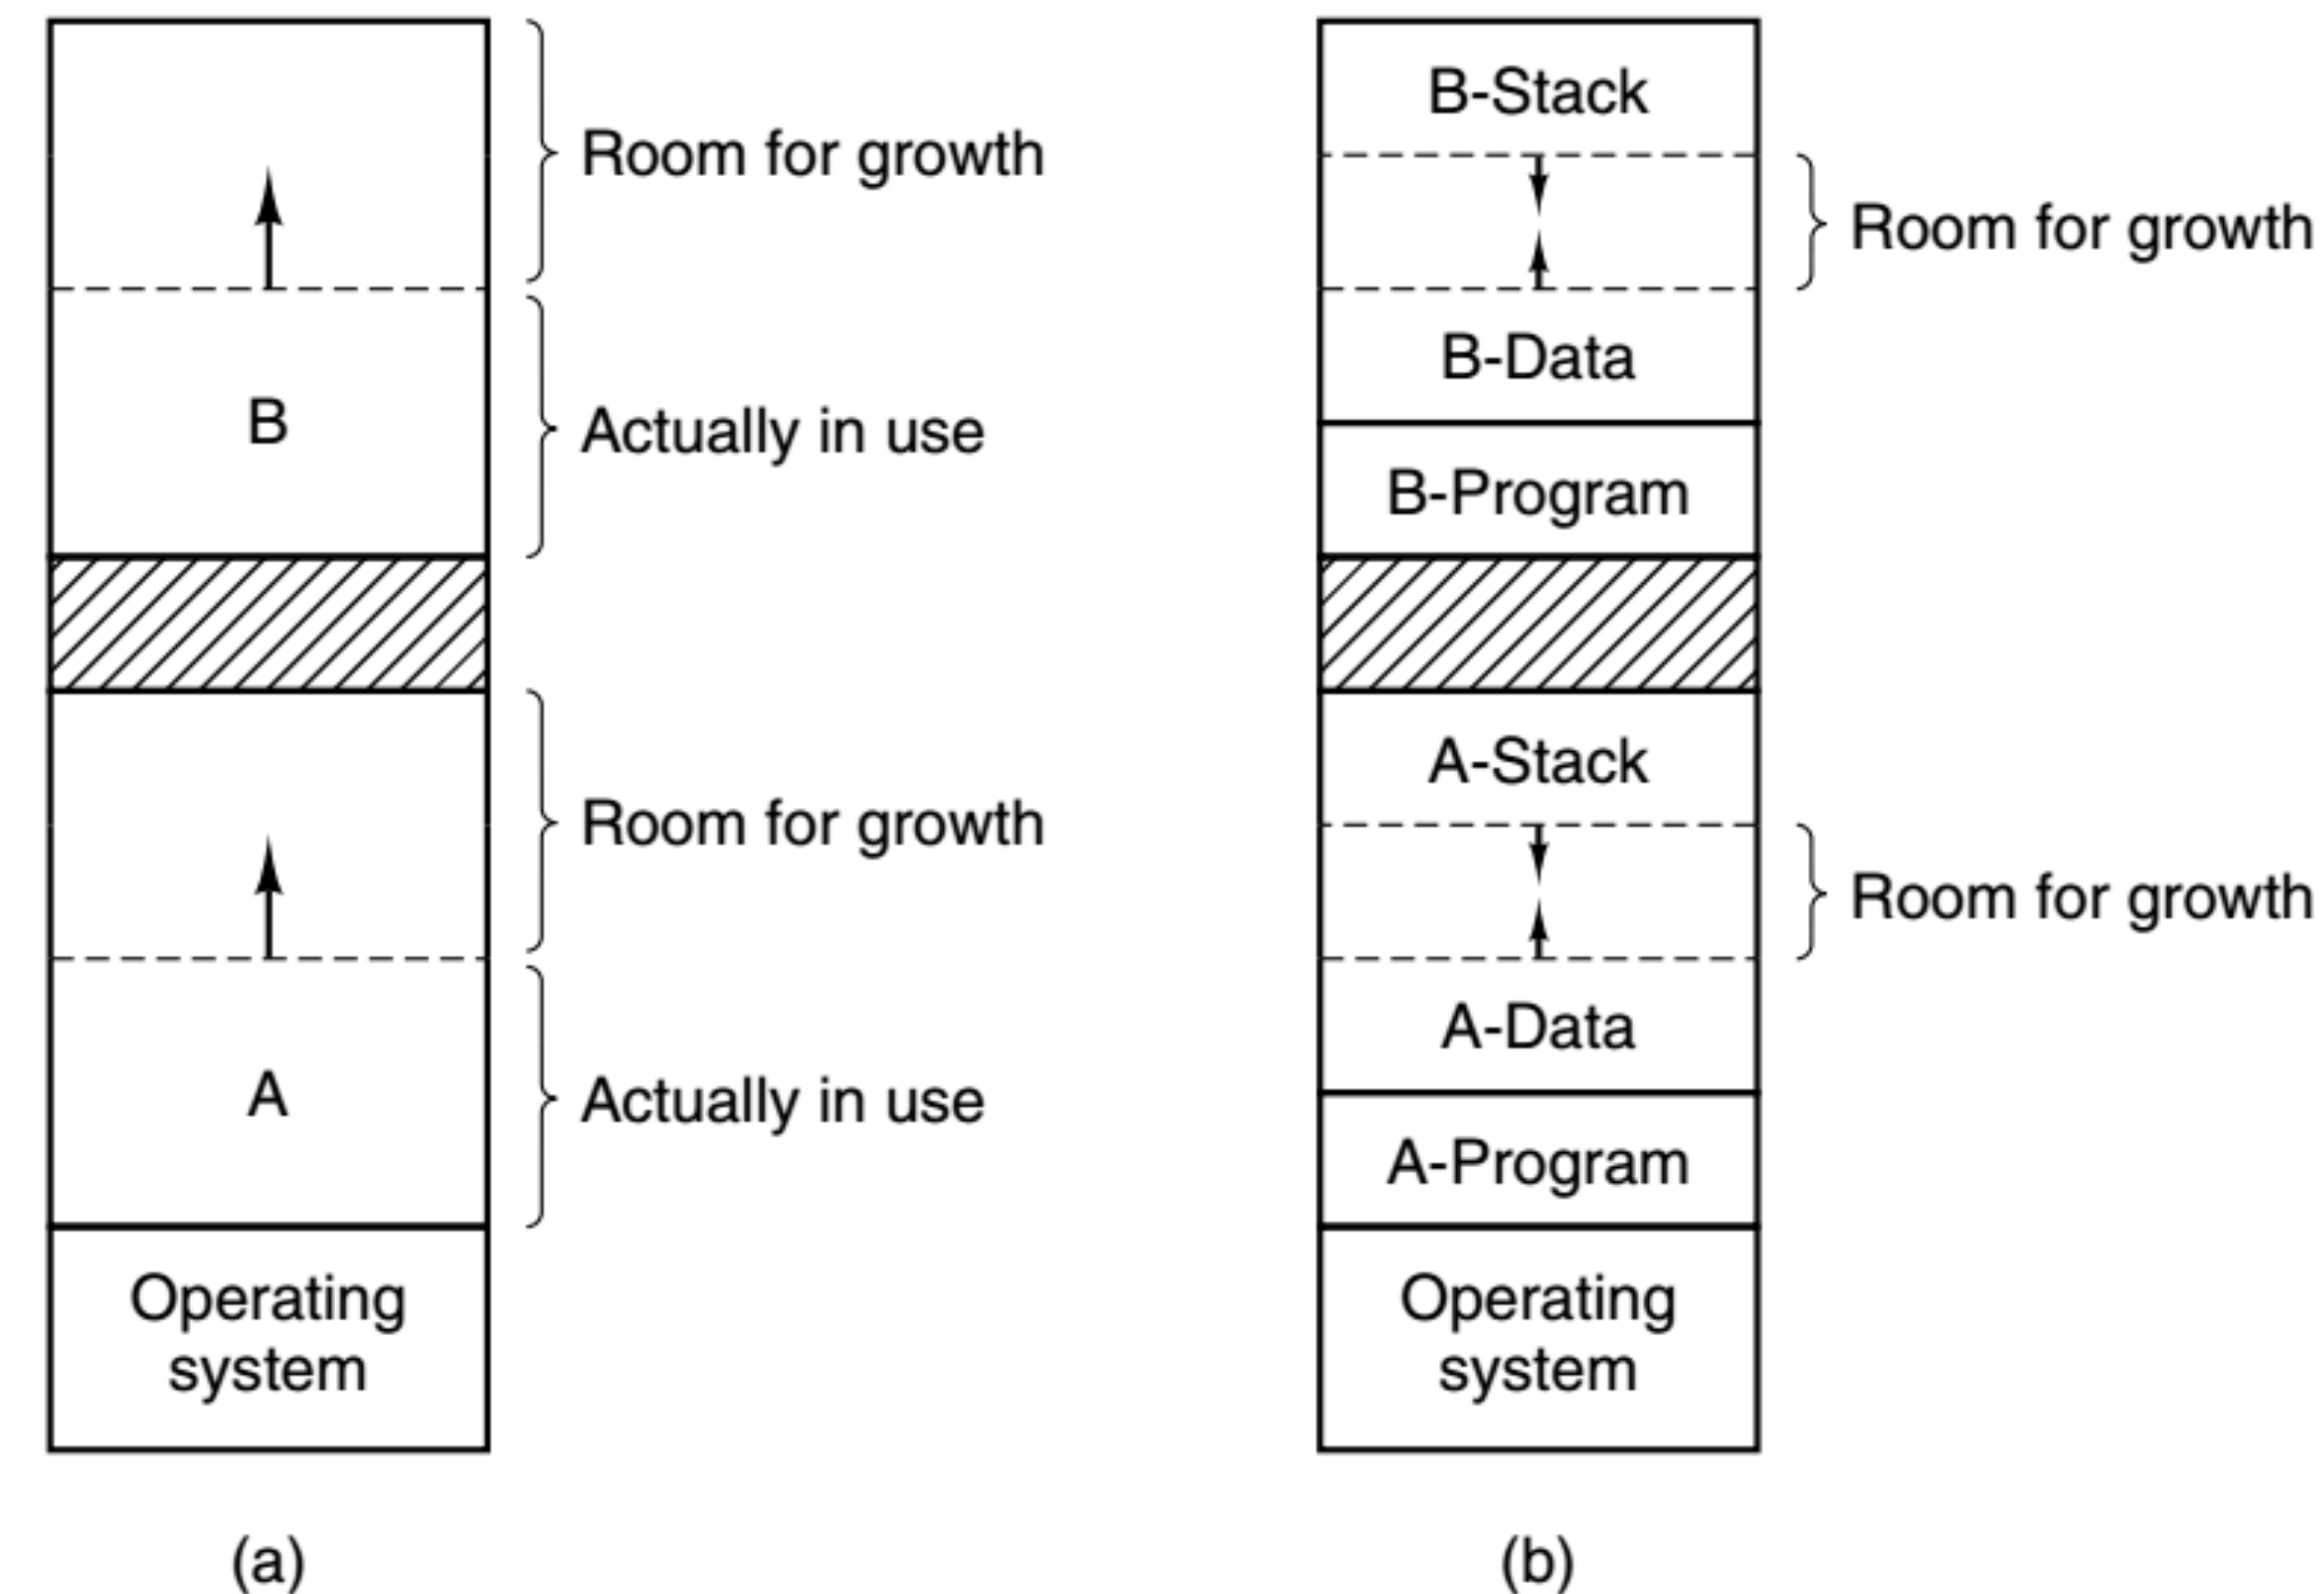 Room for growth
B
Actually in use
Room for growth
A
Actually in use
Operating
system
(a)
B-Stack
Room for growth
B-Data
B-Program
A-Stack
Room for growth
A-Data
A-Program
Operating
system
(b)